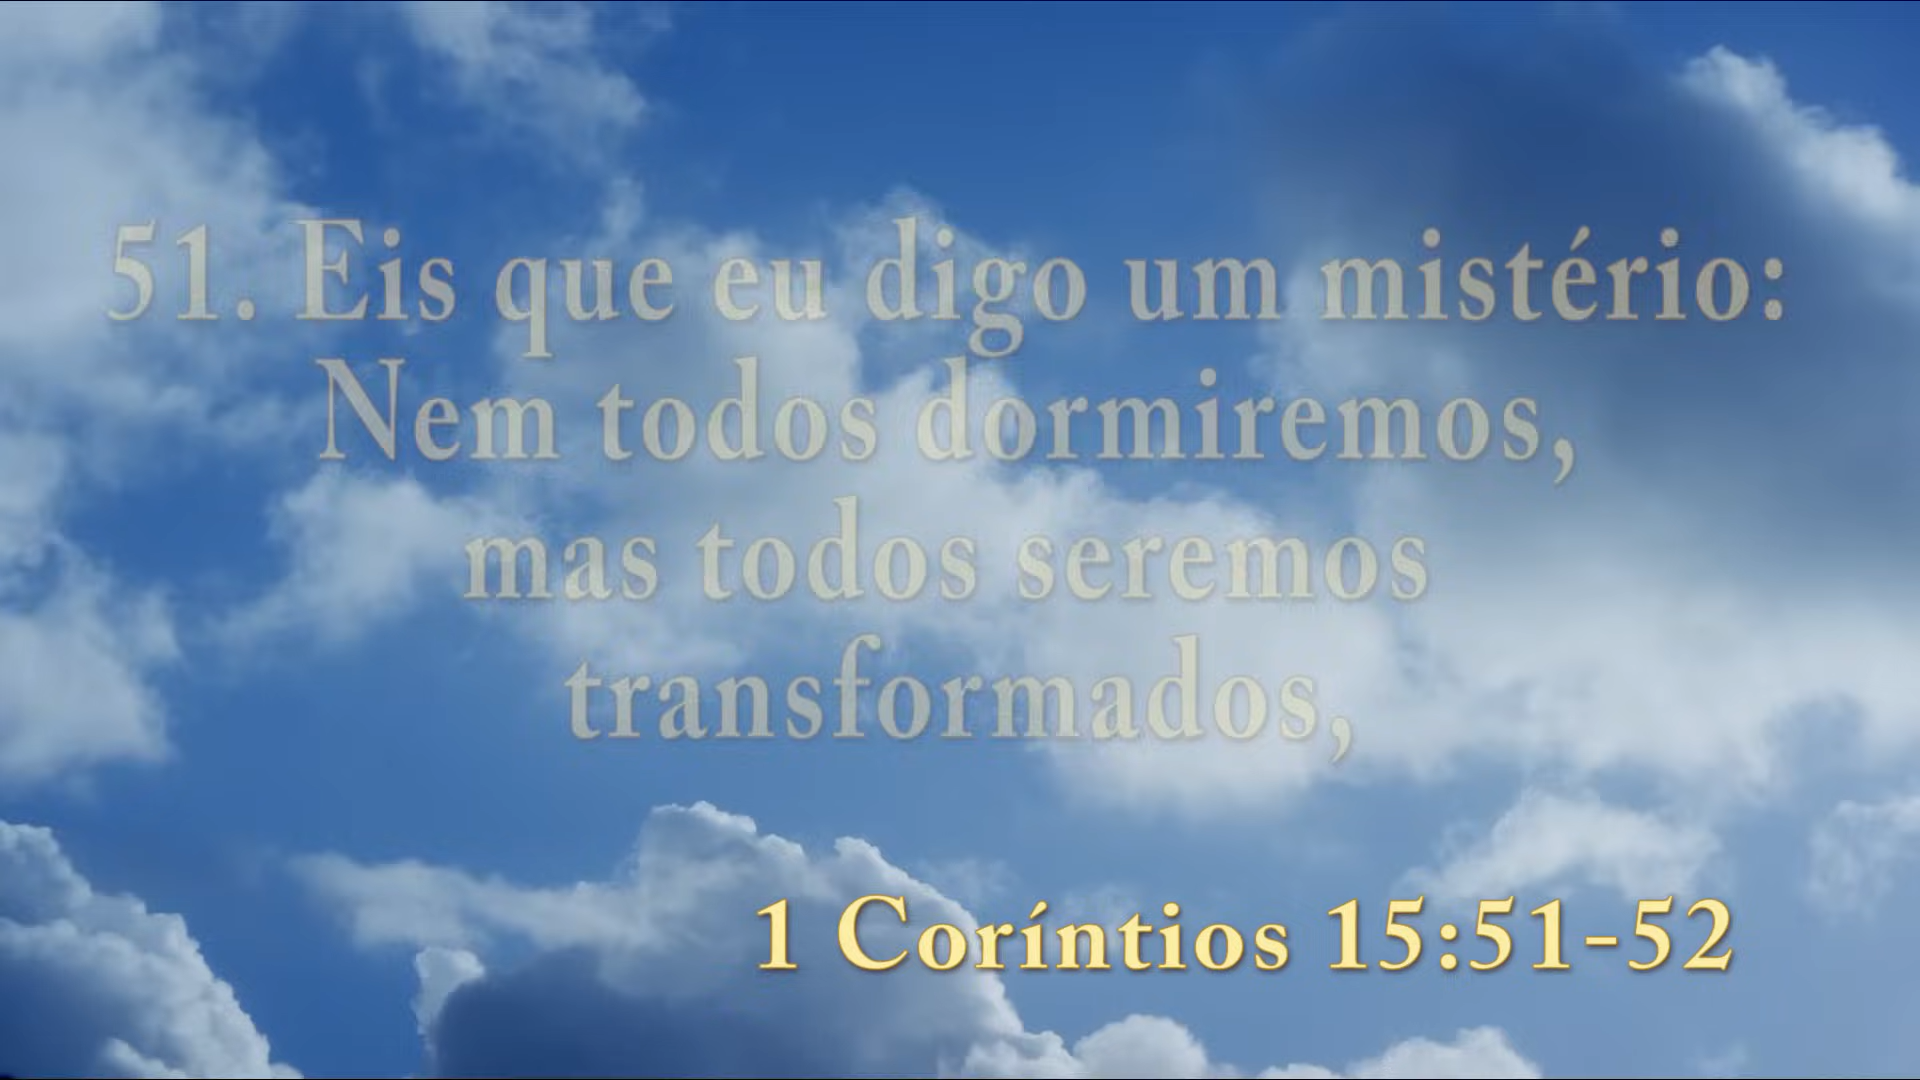 51. Eis que eu digo um mistério:
Nem todos dormiremos,
mas todos seremos
transformados,
1 Coríntios 15:51-52